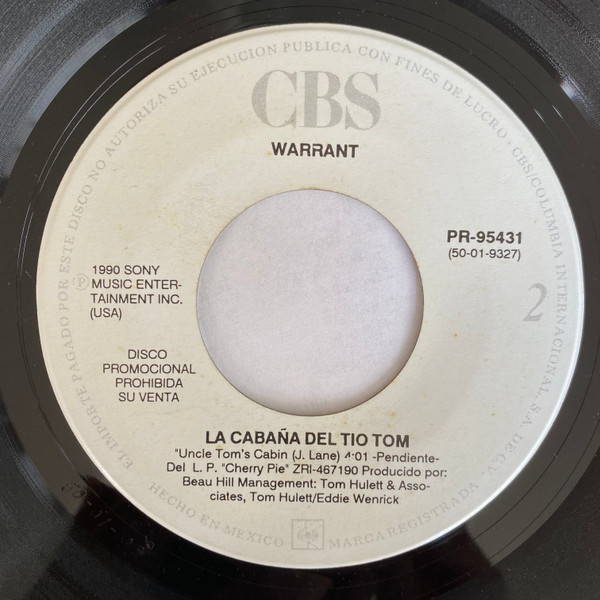 EL IMPORTE PAGADO POR ESTE DISCO NO AUTORIZA SU EJECUCION PUBLICA CON FINES DE LUCRO · CBS/COLUMBIA INTERNACIONAL, S.A. DE C.V.
CBS
WARRANT
PR-95431
(50-01-9327)
Ⓟ 1990 SONY
MUSIC ENTER-
TAINMENT INC.
(USA)
2
DISCO
PROMOCIONAL
PROHIBIDA
SU VENTA
LA CABAÑA DEL TIO TOM
"Uncle Tom's Cabin (J. Lane) 4:01 -Pendiente-
Del L. P. "Cherry Pie" ZRI-467190 Producido por:
Beau Hill Management: Tom Hulett & Asso-
ciates, Tom Hulett/Eddie Wenrick
HECHO EN MEXICO
MARCA REGISTRADA